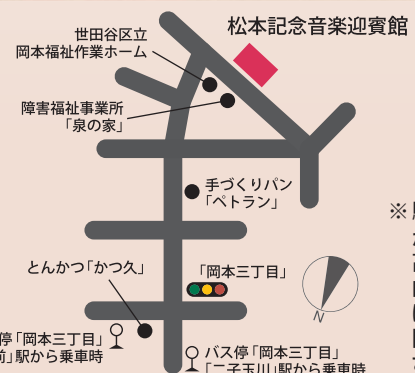 松本記念音楽迎賓館
世田谷区立
岡本福祉作業ホーム
障害福祉事業所
「泉の家」
手づくりパン
「ペトラン」
※
とんかつ「かつ久」
「岡本三丁目」
N
停「岡本三丁目」
前」駅から乗車時
バス停「岡本三丁目」
「二子玉川」駅から乗車時